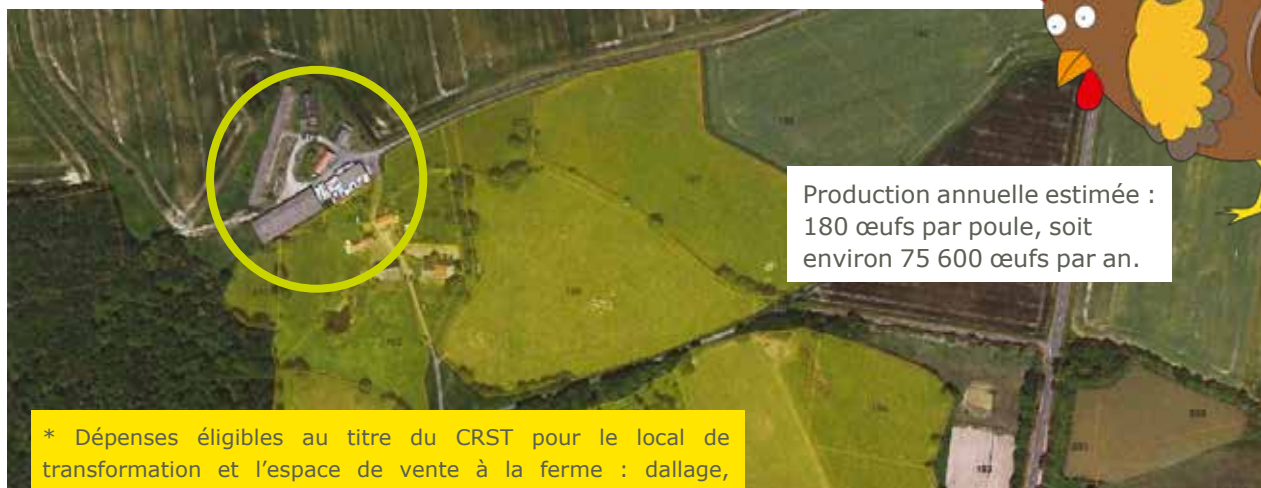 Production annuelle estimée :
180 œufs par poule, soit
environ 75 600 œufs par an.
* Dépenses éligibles au titre du CRST pour le local de
transformation et l’espace de vente à la ferme : dallage,